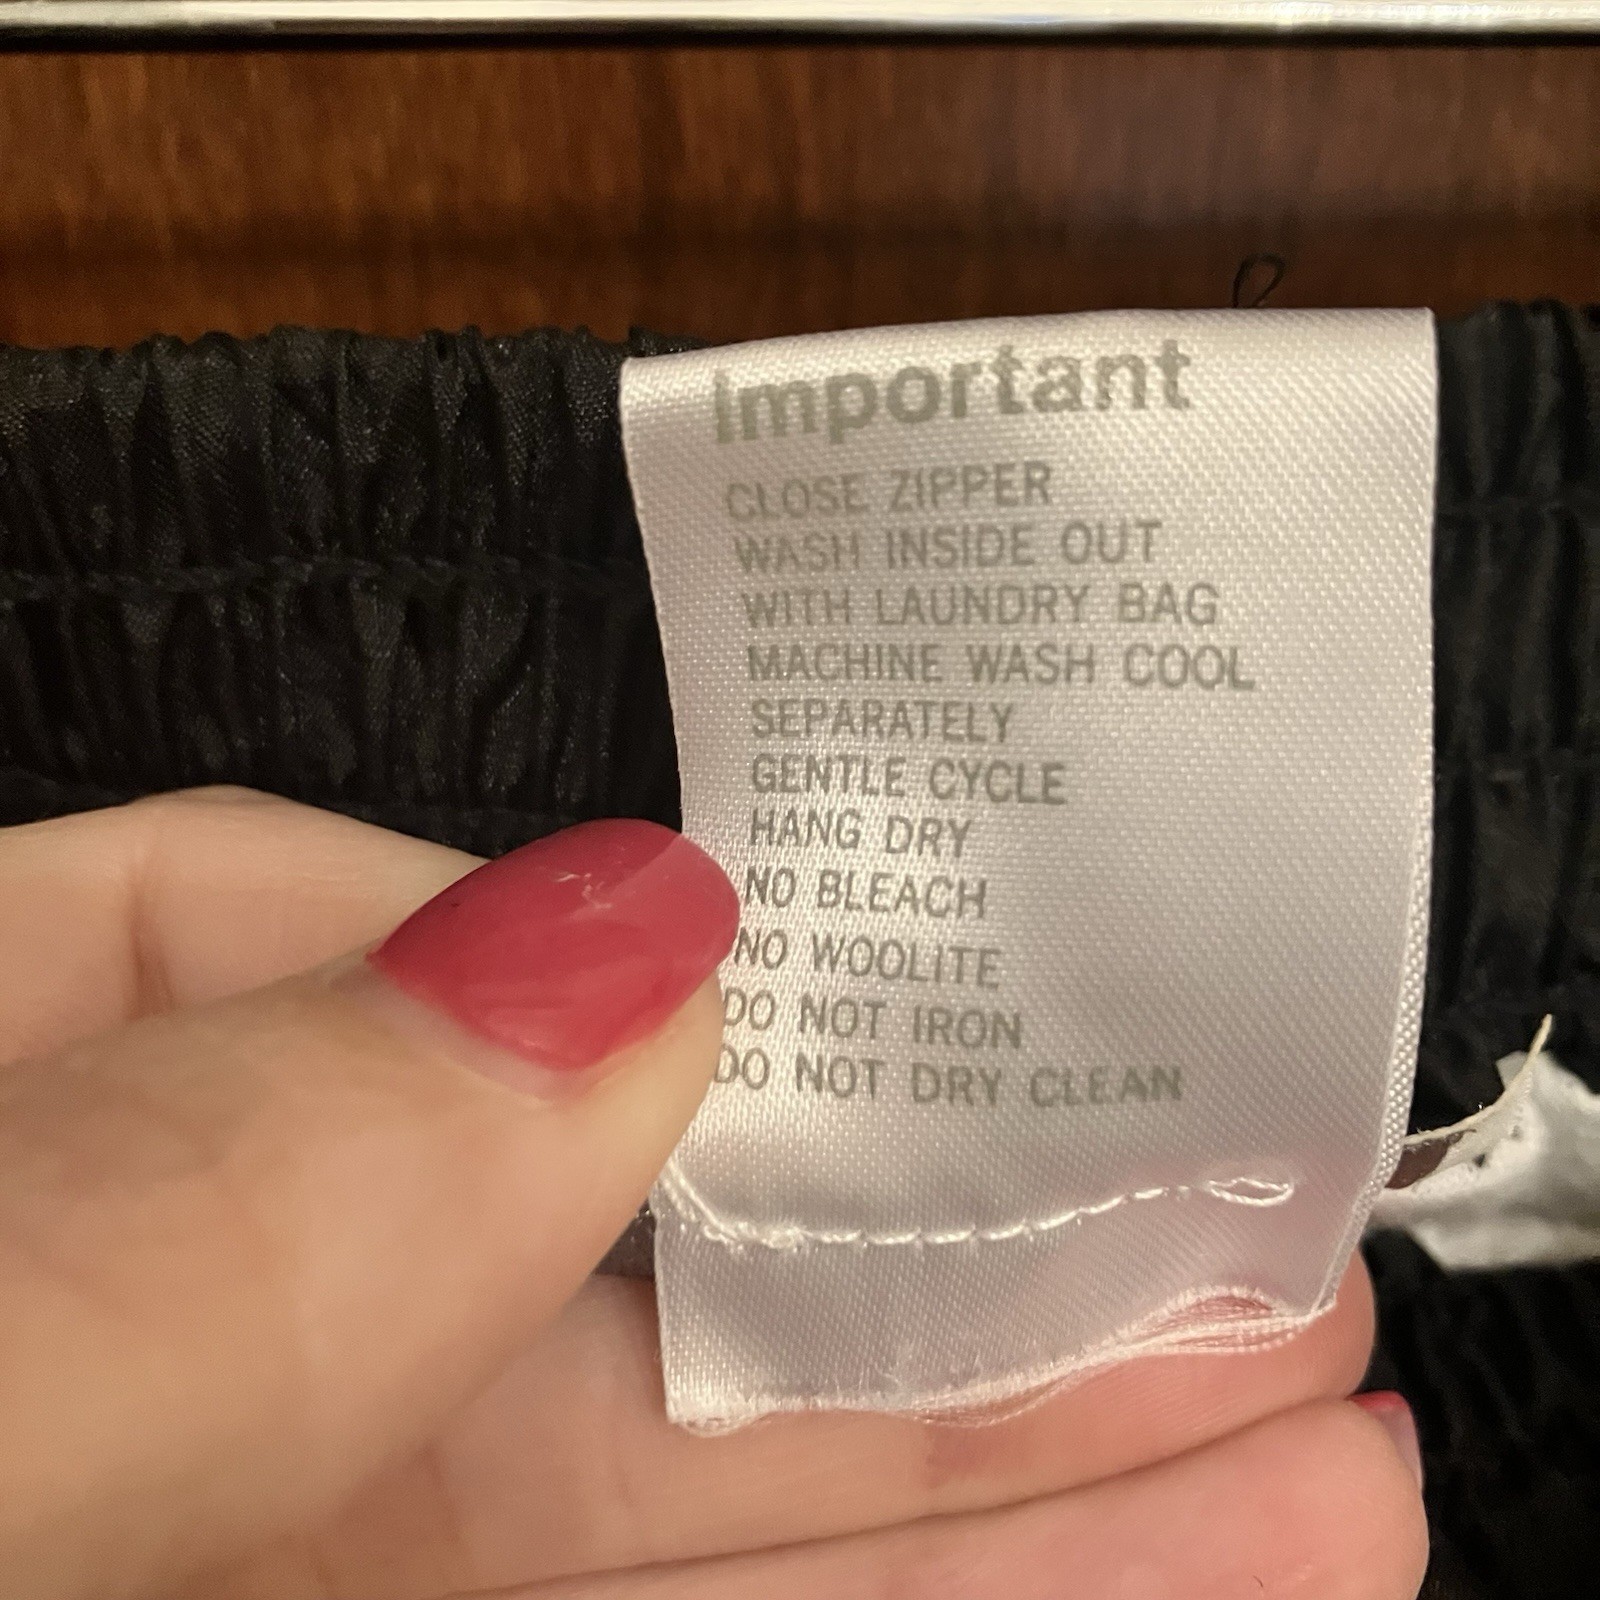 Important
CLOSE ZIPPER
WASH INSIDE OUT
WITH LAUNDRY BAG
MACHINE WASH COOL
SEPARATELY
GENTLE CYCLE
HANG DRY
NO BLEACH
NO WOOLITE
DO NOT IRON
DO NOT DRY CLEAN